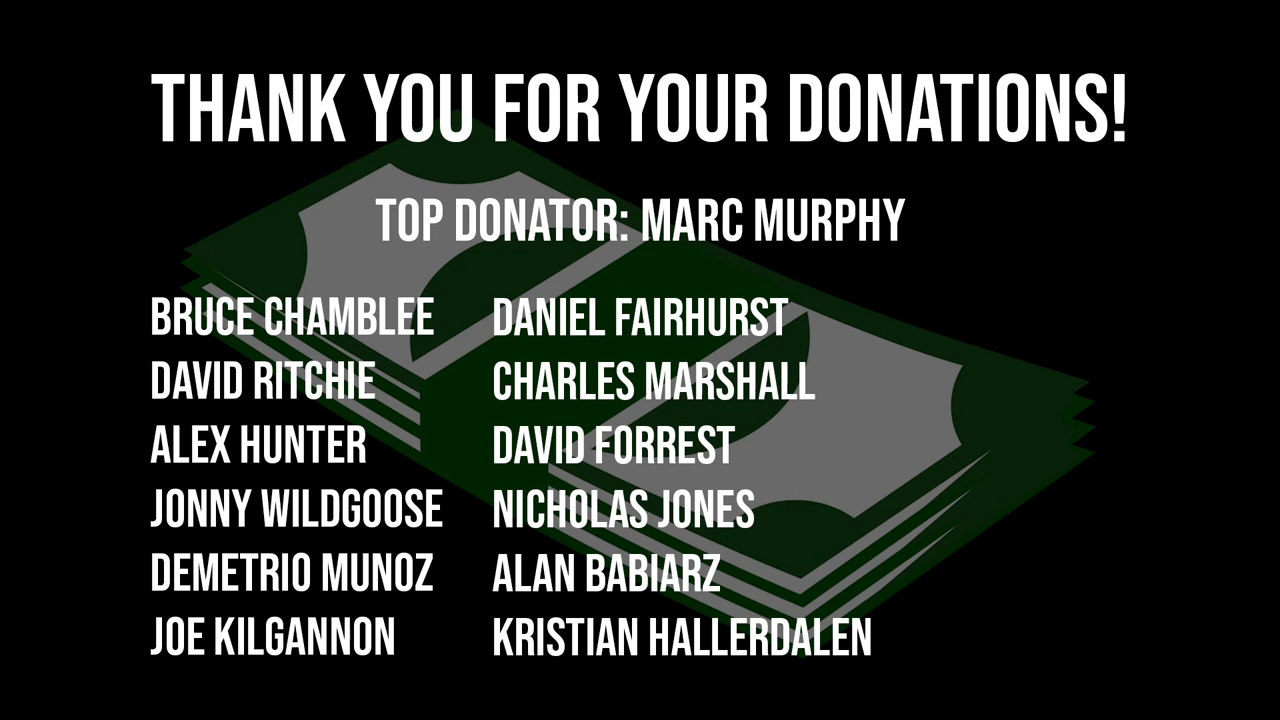 THANK YOU FOR YOUR DONATIONS!
TOP DONATOR: MARC MURPHY
BRUCE CHAMBLEE
DAVID RITCHIE
ALEX HUNTER
JONNY WILDGOOSE
DEMETRIO MUNOZ
JOE KILGANNON
DANIEL FAIRHURST
CHARLES MARSHALL
DAVID FORREST
NICHOLAS JONES
ALAN BABIARZ
KRISTIAN HALLERDALEN